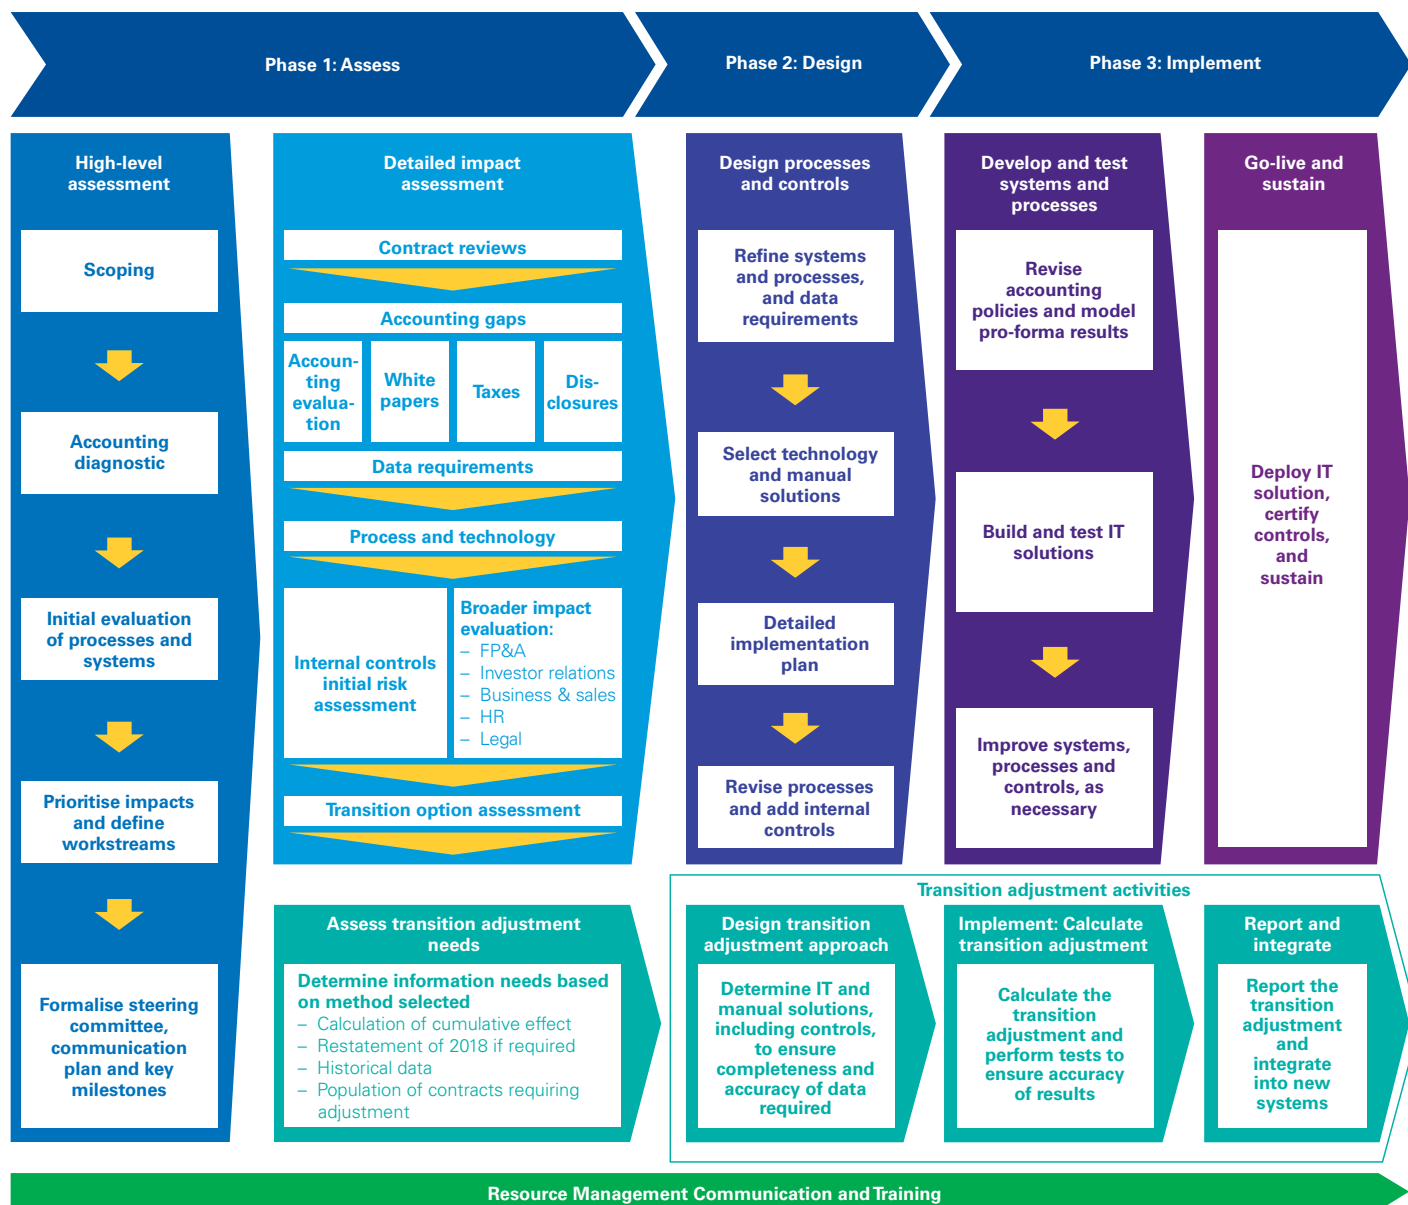 Phase 1: Assess
Phase 2: Design
Phase 3: Implement
High-level
assessment
Scoping
Accounting
diagnostic
Initial evaluation
of processes and
systems
Prioritise impacts
and define
workstreams
Formalise steering
committee,
communication
plan and key
milestones
Detailed impact
assessment
Contract reviews
Accounting gaps
Accoun-
ting
evalua-
tion
White
papers
Taxes
Dis-
closures
Data requirements
Process and technology
Internal controls
initial risk
assessment
Broader impact
evaluation:
– FP&A
– Investor relations
– Business & sales
– HR
– Legal
Transition option assessment
Design processes
and controls
Refine systems
and processes,
and data
requirements
Select technology
and manual
solutions
Detailed
implementation
plan
Revise processes
and add internal
controls
Develop and test
systems and
processes
Revise
accounting
policies and model
pro-forma results
Build and test IT
solutions
Improve systems,
processes and
controls, as
necessary
Go-live and
sustain
Deploy IT
solution,
certify
controls,
and
sustain
Assess transition adjustment
needs
Determine information needs based
on method selected
– Calculation of cumulative effect
– Restatement of 2018 if required
– Historical data
– Population of contracts requiring
adjustment
Transition adjustment activities
Design transition
adjustment approach
Determine IT and
manual solutions,
including controls,
to ensure
completeness and
accuracy of data
required
Implement: Calculate
transition adjustment
Calculate the
transition
adjustment and
perform tests to
ensure accuracy
of results
Report and
integrate
Report the
transition
adjustment
and
integrate
into new
systems
Resource Management Communication and Training